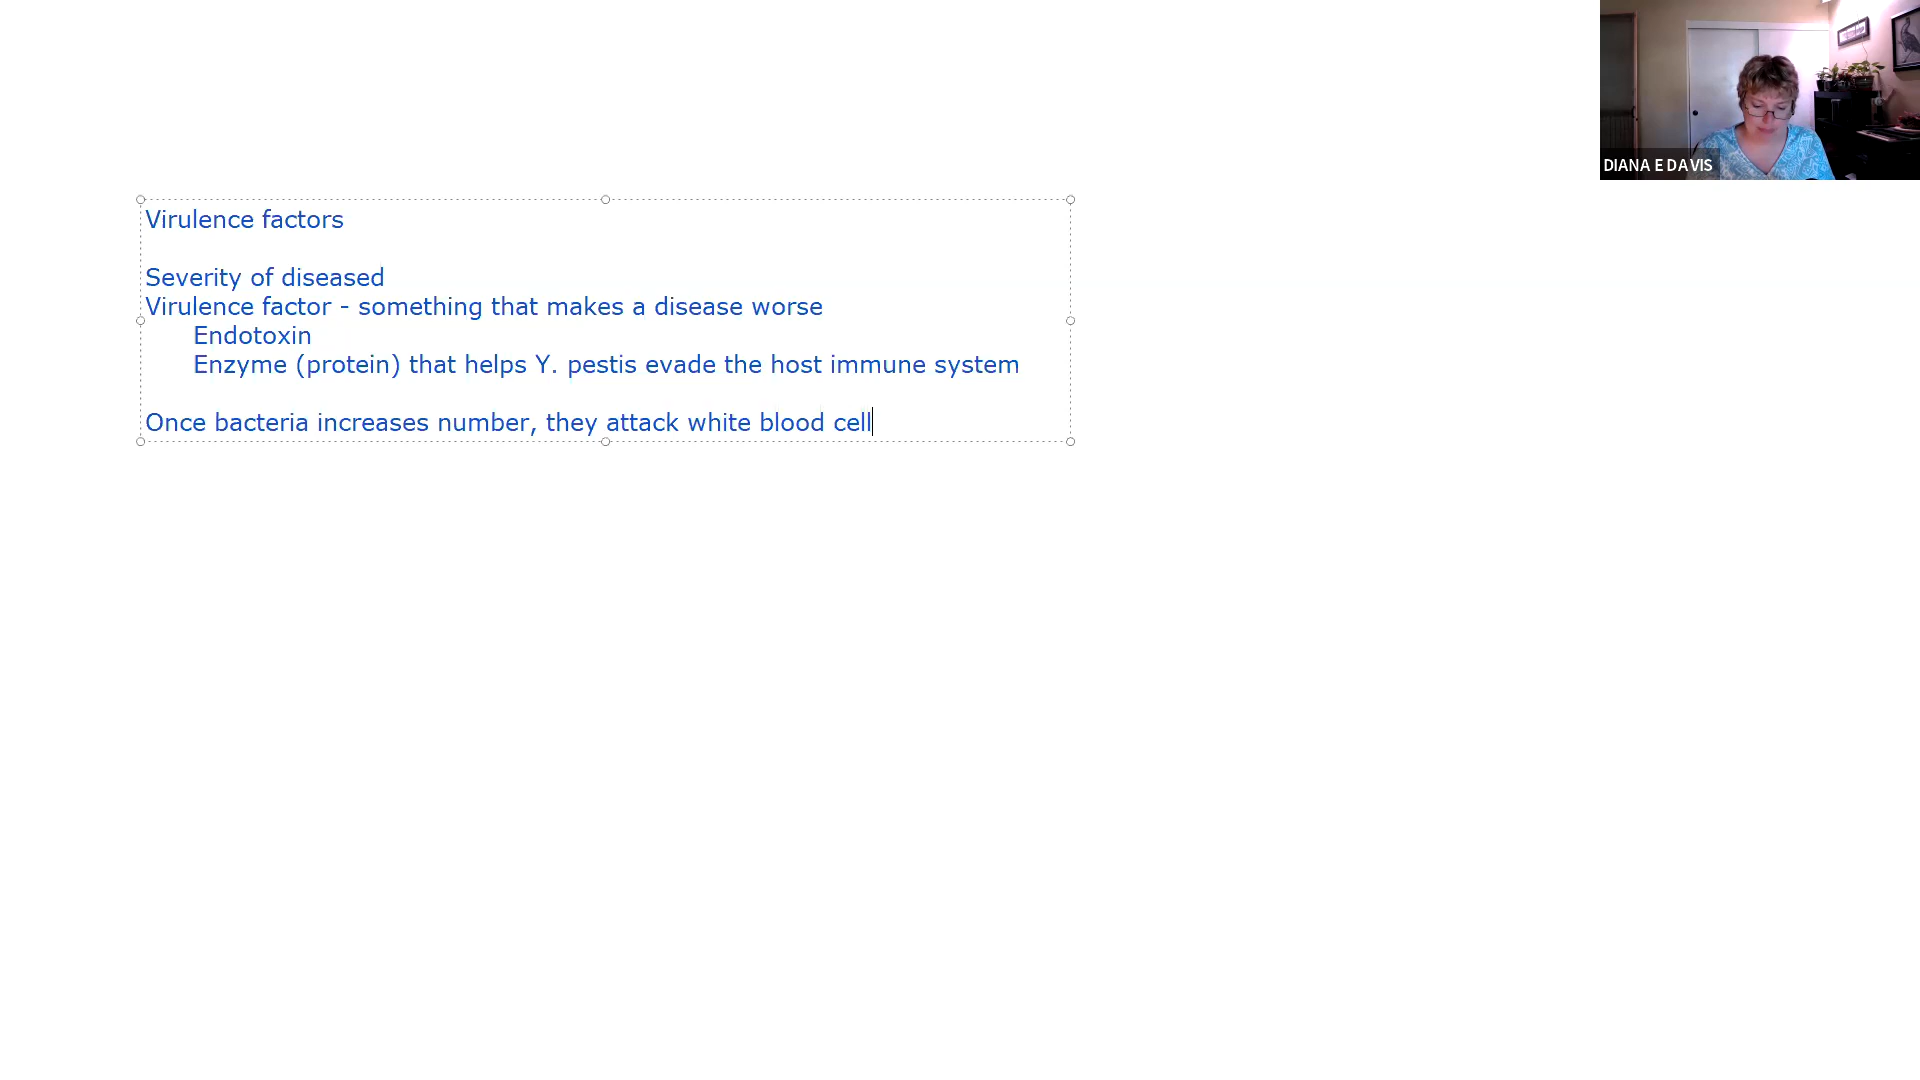 DIANA E DAVIS
Virulence factors
Severity of diseased
Virulence factor - something that makes a disease worse
Endotoxin
Enzyme (protein) that helps Y. pestis evade the host immune system
Once bacteria increases number, they attack white blood cell